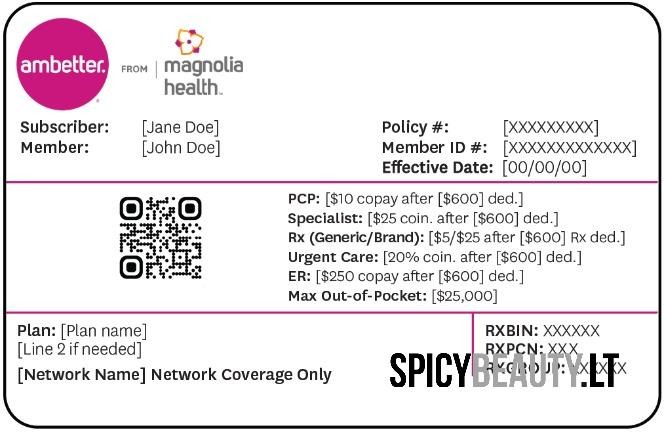 ambetter. FROM magnolia health™
Subscriber: [Jane Doe]
Member: [John Doe]
Policy #: [XXXXXXXXX]
Member ID #: [XXXXXXXXXXXXX]
Effective Date: [00/00/00]
PCP: [$10 copay after [$600] ded.]
Specialist: [$25 coin. after [$600] ded.]
Rx (Generic/Brand): [$5/$25 after [$600] Rx ded.]
Urgent Care: [20% coin. after [$600] ded.]
ER: [$250 copay after [$600] ded.]
Max Out-of-Pocket: [$25,000]
Plan: [Plan name]
[Line 2 if needed]
[Network Name] Network Coverage Only
RXBIN: XXXXXX
RXPCN: XXX
RXGROUP: XXXXXX
SPICYBEAUTY.LT